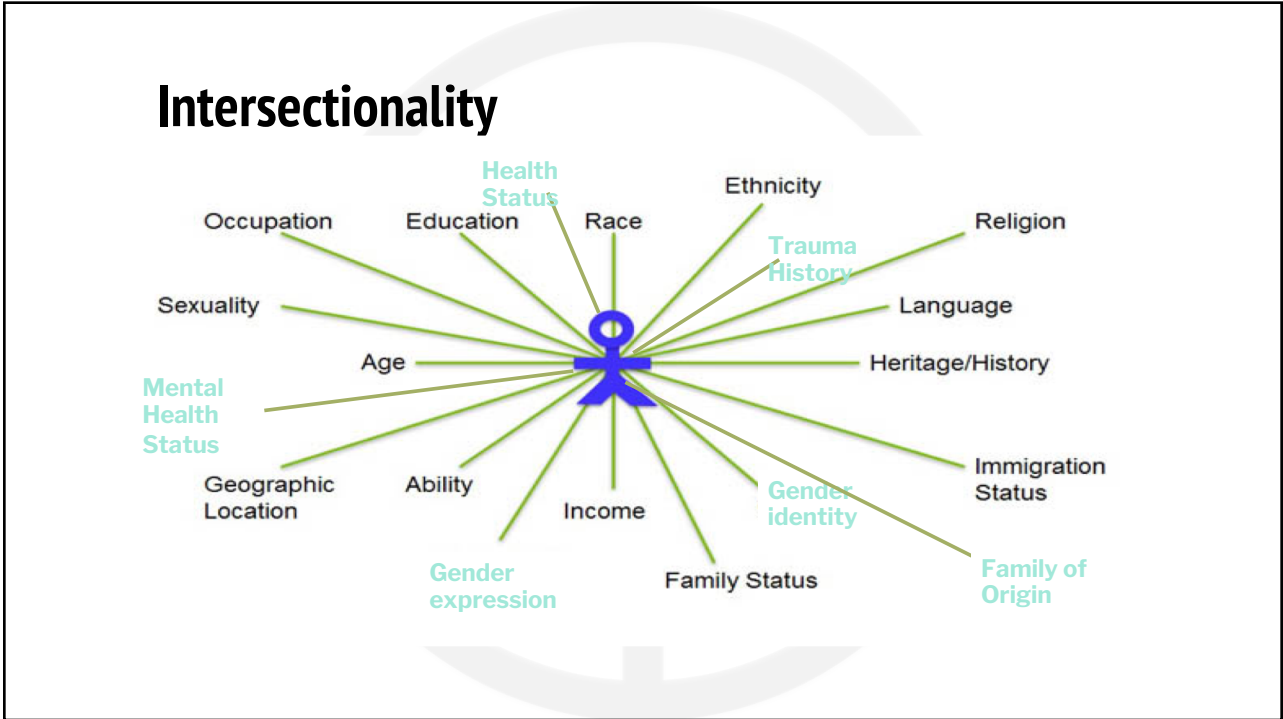 Intersectionality
Health
Status
Ethnicity
Occupation
Education
Race
Religion
Trauma
History
Sexuality
Language
Age
Heritage/History
Mental
Health
Status
Geographic
Location
Ability
Income
Gender
identity
Immigration
Status
Gender
expression
Family Status
Family of
Origin